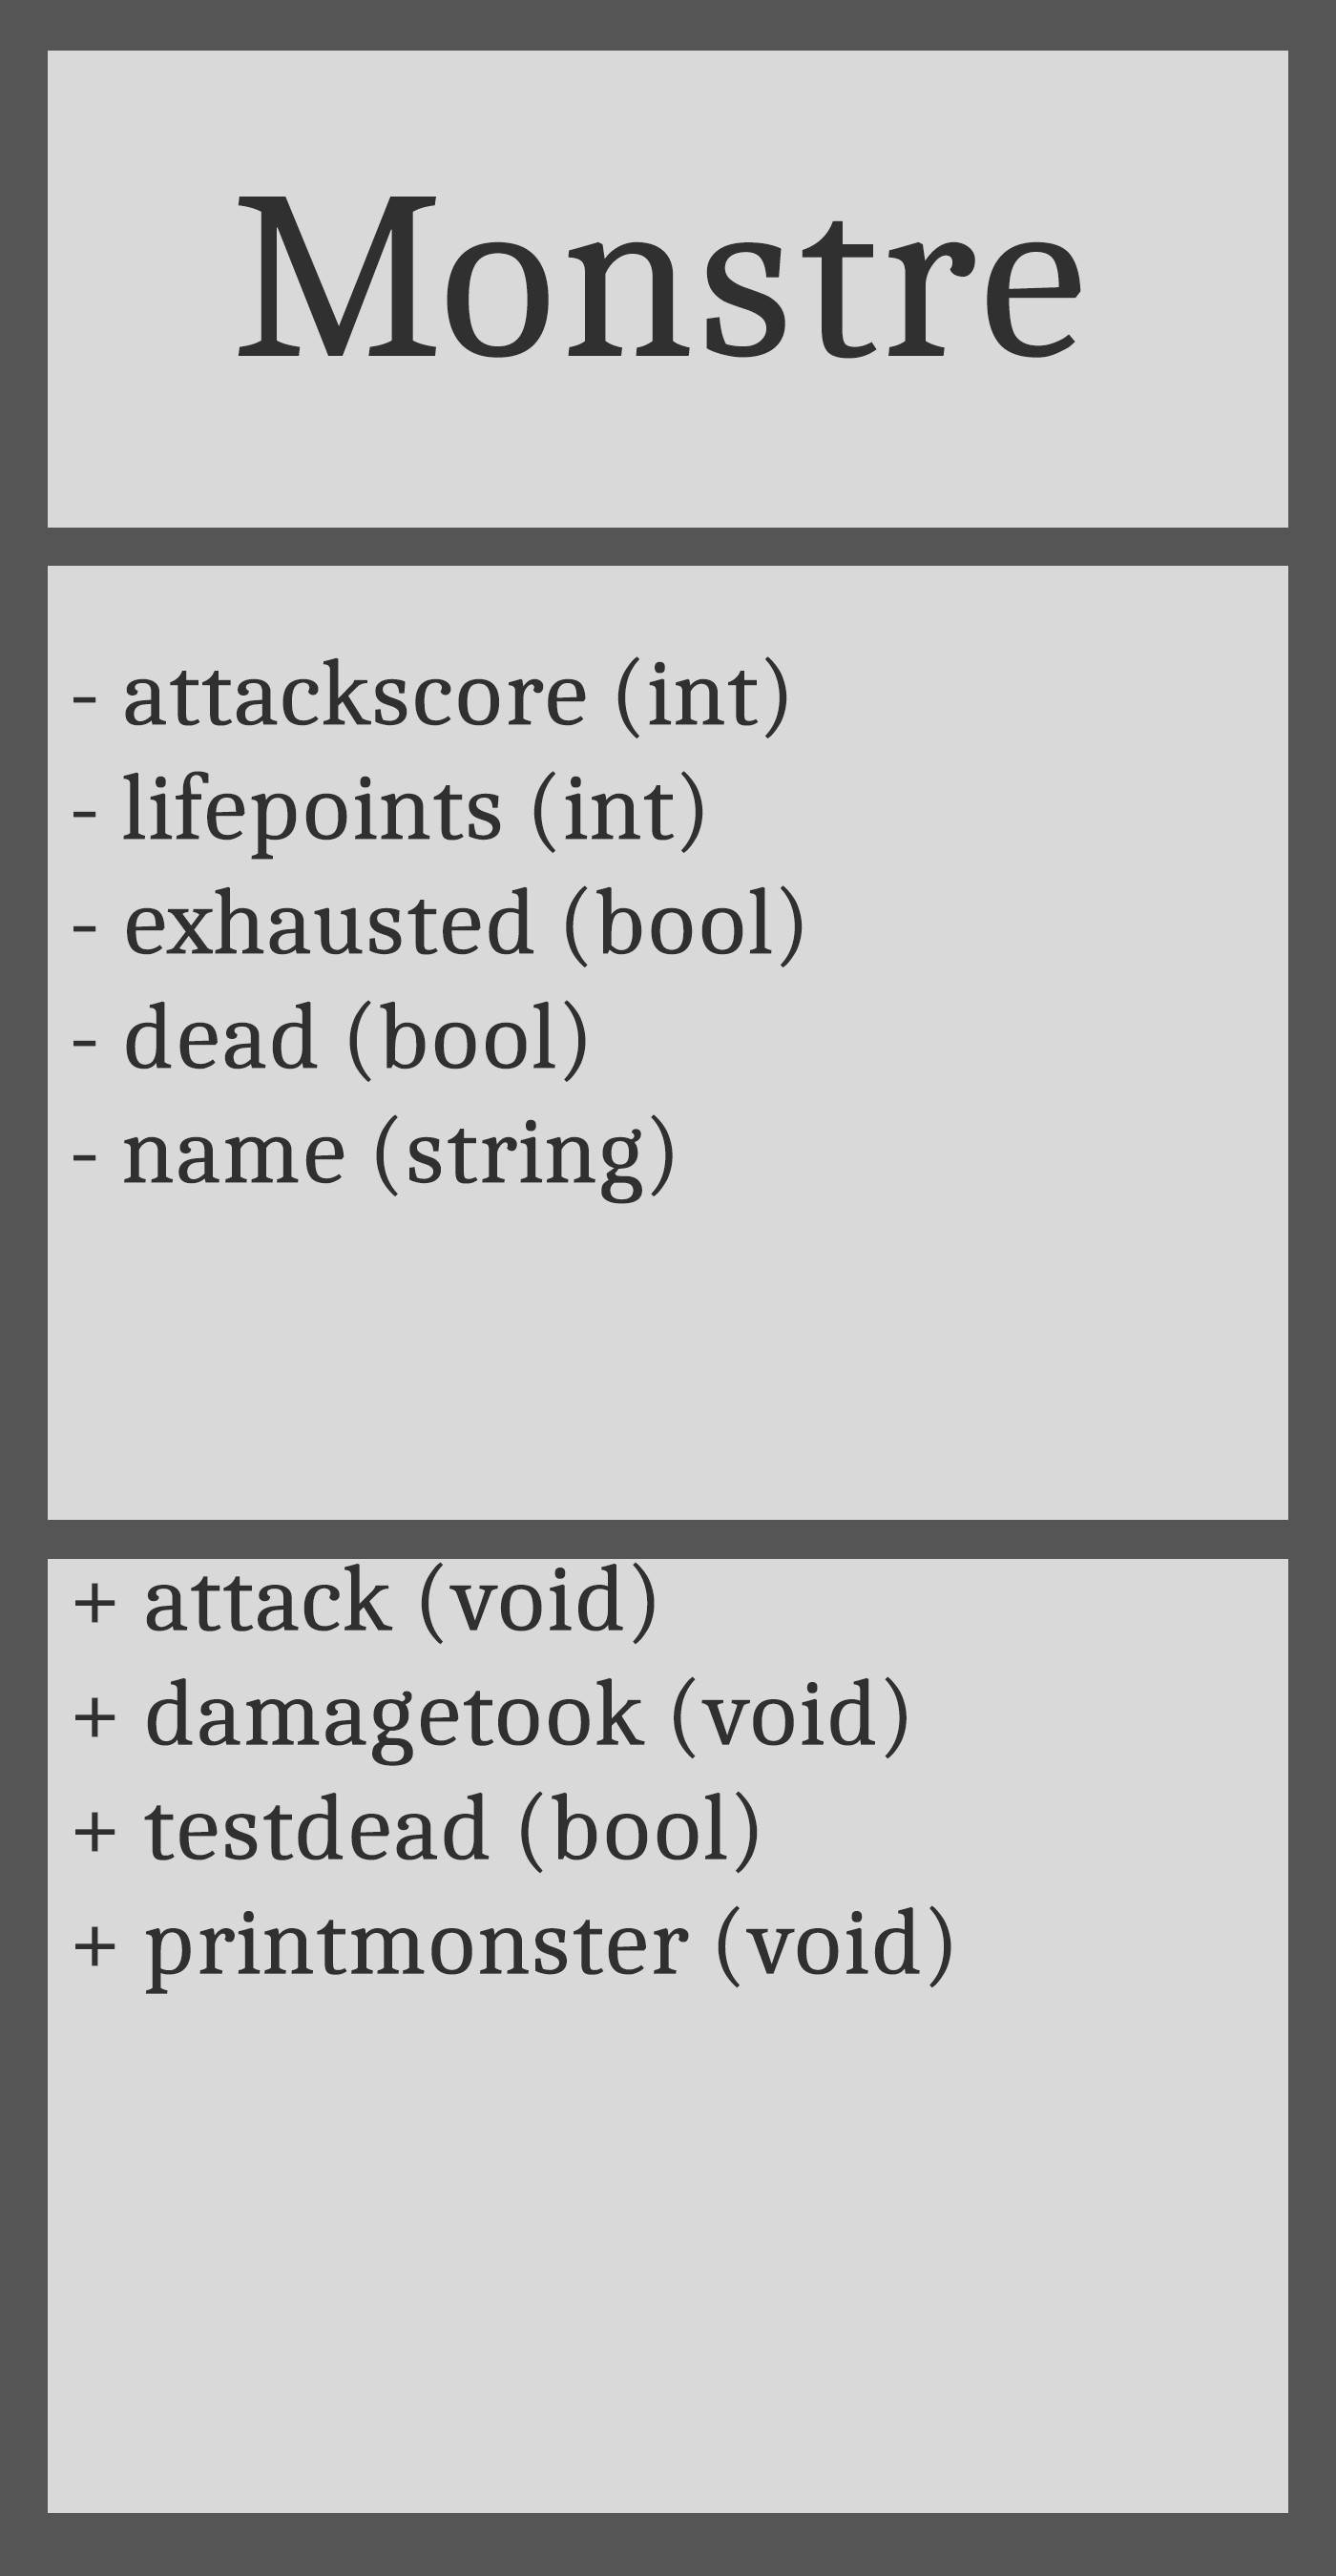 Monstre
- attackscore (int)
- lifepoints (int)
- exhausted (bool)
- dead (bool)
- name (string)
+ attack (void)
+ damagetook (void)
+ testdead (bool)
+ printmonster (void)